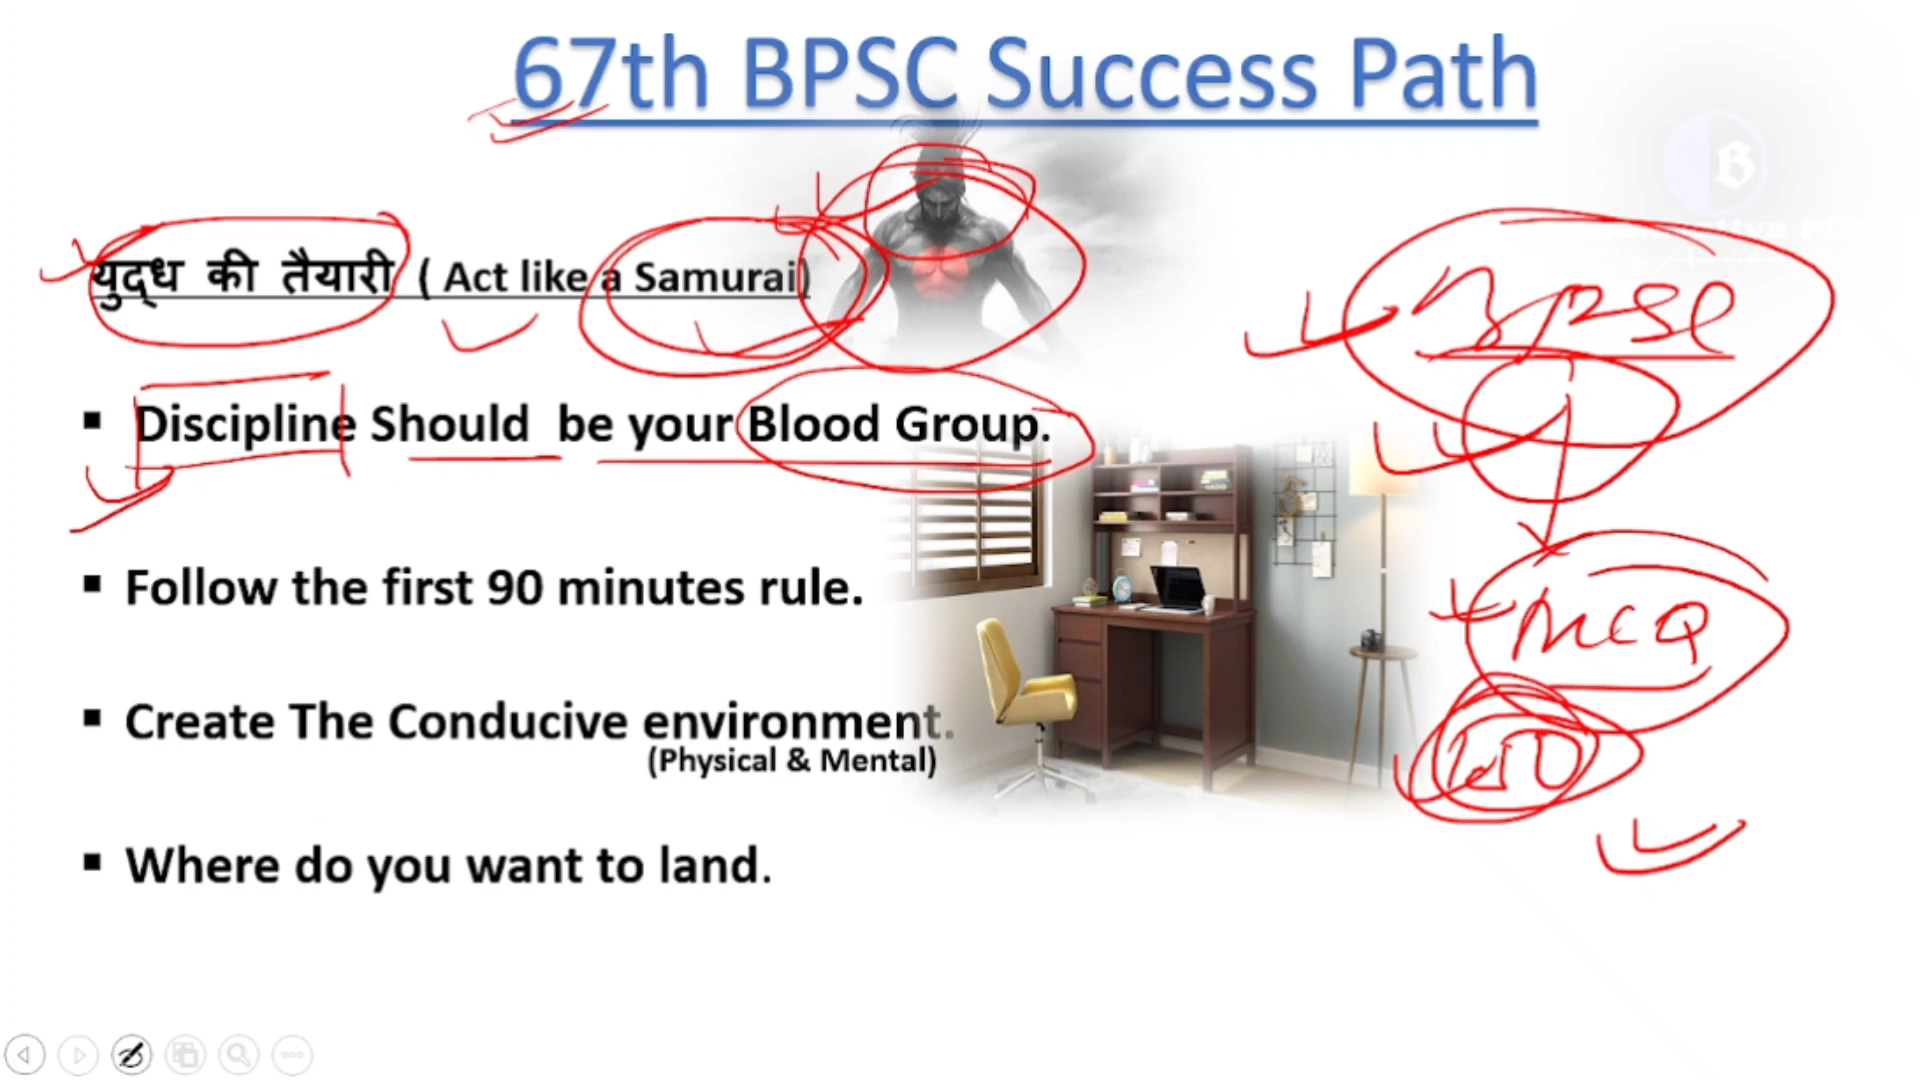 67th BPSC Success Path
युद्ध की तैयारी ( Act like a Samurai)
▪ Discipline Should be your Blood Group.
▪ Follow the first 90 minutes rule.
▪ Create The Conducive environment.
(Physical & Mental)
▪ Where do you want to land.
BPSC
MCQ
150
B